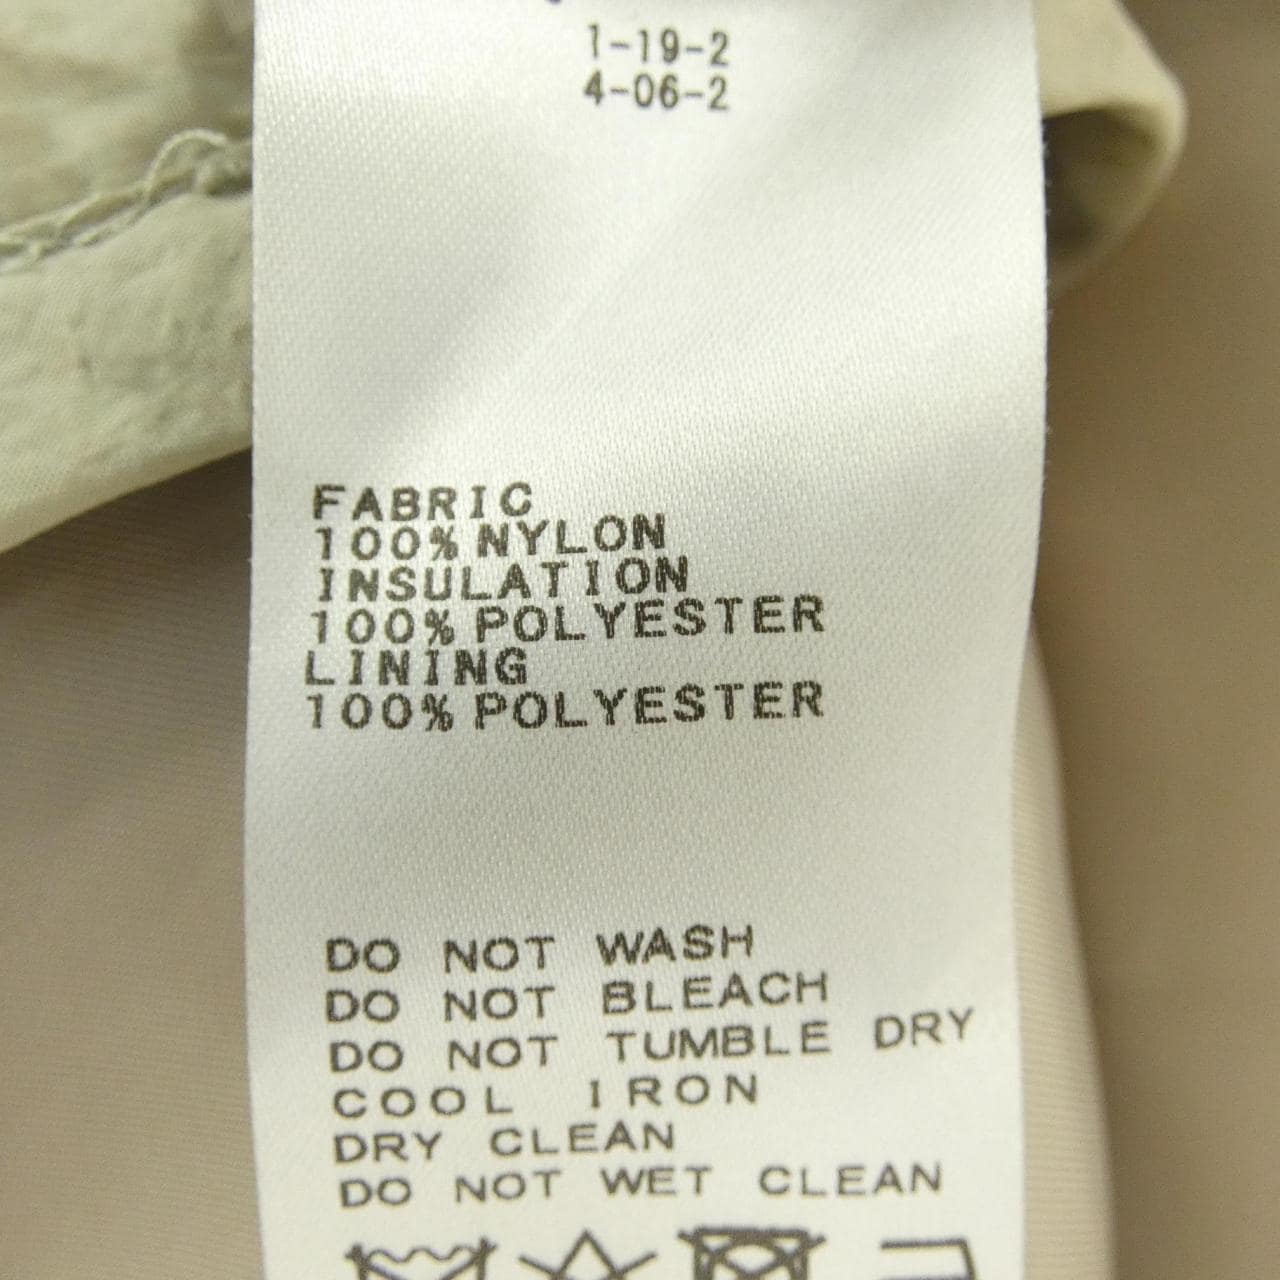 1-19-2
4-06-2
FABRIC
100% NYLON
INSULATION
100% POLYESTER
LINING
100% POLYESTER
DO NOT WASH
DO NOT BLEACH
DO NOT TUMBLE DRY
COOL IRON
DRY CLEAN
DO NOT WET CLEAN